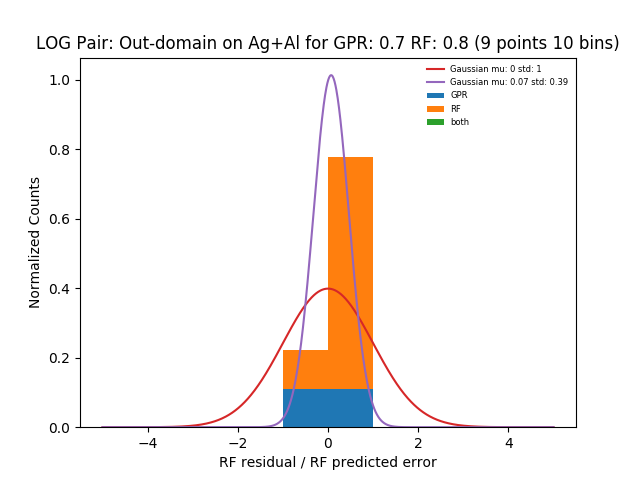 LOG Pair: Out-domain on Ag+Al for GPR: 0.7 RF: 0.8 (9 points 10 bins)
Gaussian mu: 0 std: 1
Gaussian mu: 0.07 std: 0.39
GPR
RF
both
Normalized Counts
1.0
0.8
0.6
0.4
0.2
0.0
−4 −2 0 2 4
RF residual / RF predicted error